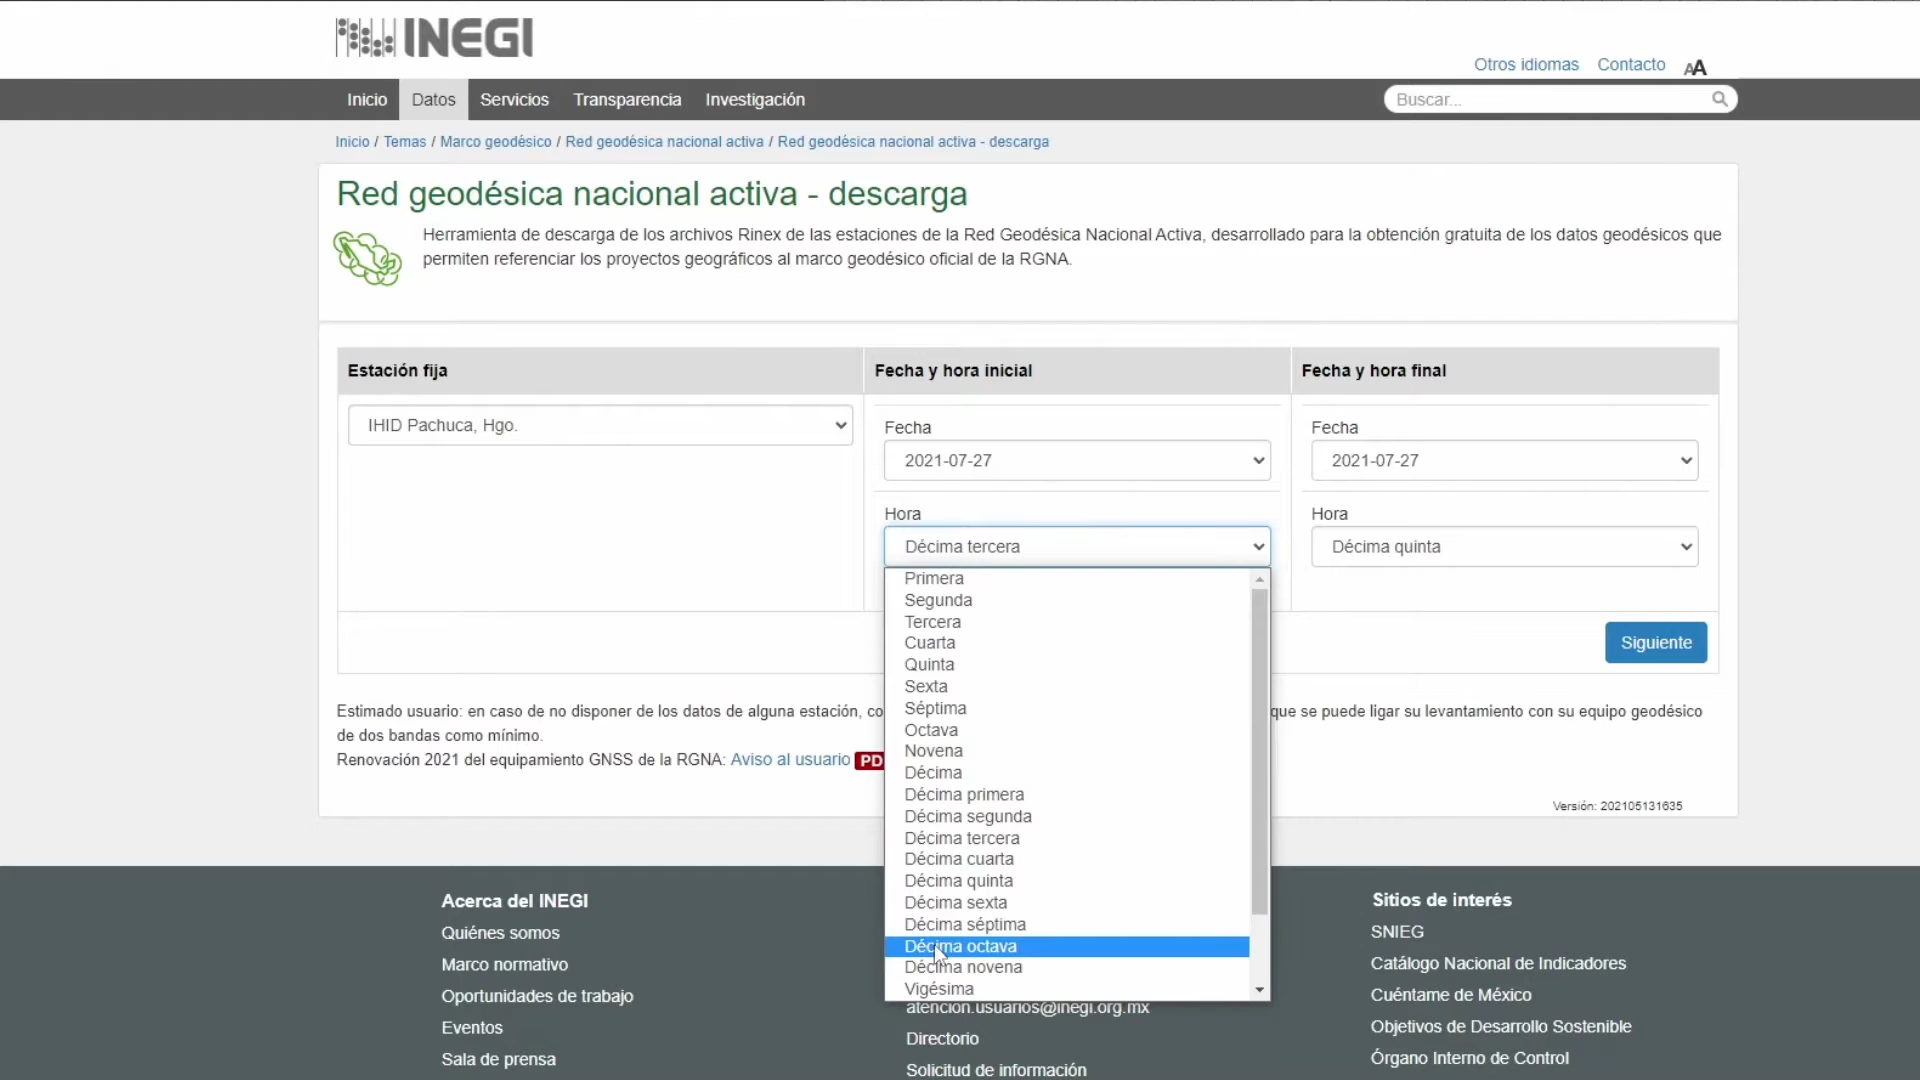 INEGI
Otros idiomas Contacto AA
Inicio Datos Servicios Transparencia Investigación Buscar...
Inicio / Temas / Marco geodésico / Red geodésica nacional activa / Red geodésica nacional activa - descarga
Red geodésica nacional activa - descarga
Herramienta de descarga de los archivos Rinex de las estaciones de la Red Geodésica Nacional Activa, desarrollado para la obtención gratuita de los datos geodésicos que
permiten referenciar los proyectos geográficos al marco geodésico oficial de la RGNA.
Estación fija
Fecha y hora inicial
Fecha y hora final
IHID Pachuca, Hgo.
Fecha
2021-07-27
Hora
Décima tercera
Fecha
2021-07-27
Hora
Décima quinta
Primera
Segunda
Tercera
Cuarta
Quinta
Sexta
Séptima
Octava
Novena
Décima
Décima primera
Décima segunda
Décima tercera
Décima cuarta
Décima quinta
Décima sexta
Décima séptima
Décima octava
Décima novena
Vigésima
Siguiente
Estimado usuario: en caso de no disponer de los datos de alguna estación, co que se puede ligar su levantamiento con su equipo geodésico
de dos bandas como mínimo.
Renovación 2021 del equipamiento GNSS de la RGNA: Aviso al usuario PD
Versión: 202105131635
Acerca del INEGI
Quiénes somos
Marco normativo
Oportunidades de trabajo
Eventos
Sala de prensa
atencion.usuarios@inegi.org.mx
Directorio
Solicitud de información
Sitios de interés
SNIEG
Catálogo Nacional de Indicadores
Cuéntame de México
Objetivos de Desarrollo Sostenible
Órgano Interno de Control